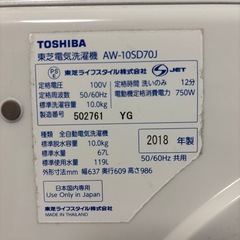 TOSHIBA
東芝電気洗濯機 AW-10SD70J
東芝ライフスタイル株式会社 S JET
定格電圧 100V 定格時間 洗いのみ 12分
定格周波数 50/60Hz 電動機定格消費電力 750W
標準洗濯容量 10.0kg 東芝ライフスタイル株式会社
製造番号 502761 YG
種類 全自動電気洗濯機
標準脱水容量 10.0kg
標準水量 67L
標準使用水量 119L
2018年製
50/60Hz 共用
外形寸法mm 幅637 奥行609 高さ986
日本国内専用
Use Only in Japan
MADE IN THAILAND